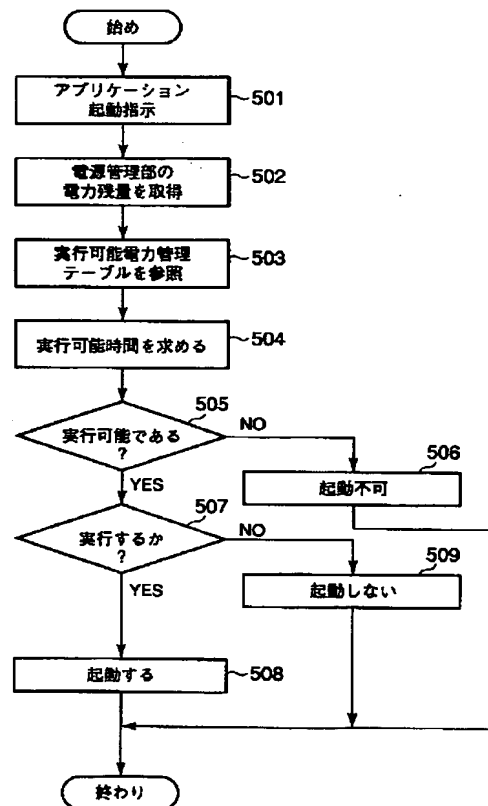 始め
アプリケーション
起動指示
501
電源管理部の
電力残量を取得
502
実行可能電力管理
テーブルを参照
503
実行可能時間を求める
504
505
実行可能である
?
NO
YES
506
起動不可
507
実行するか
?
NO
YES
509
起動しない
起動する
508
終わり